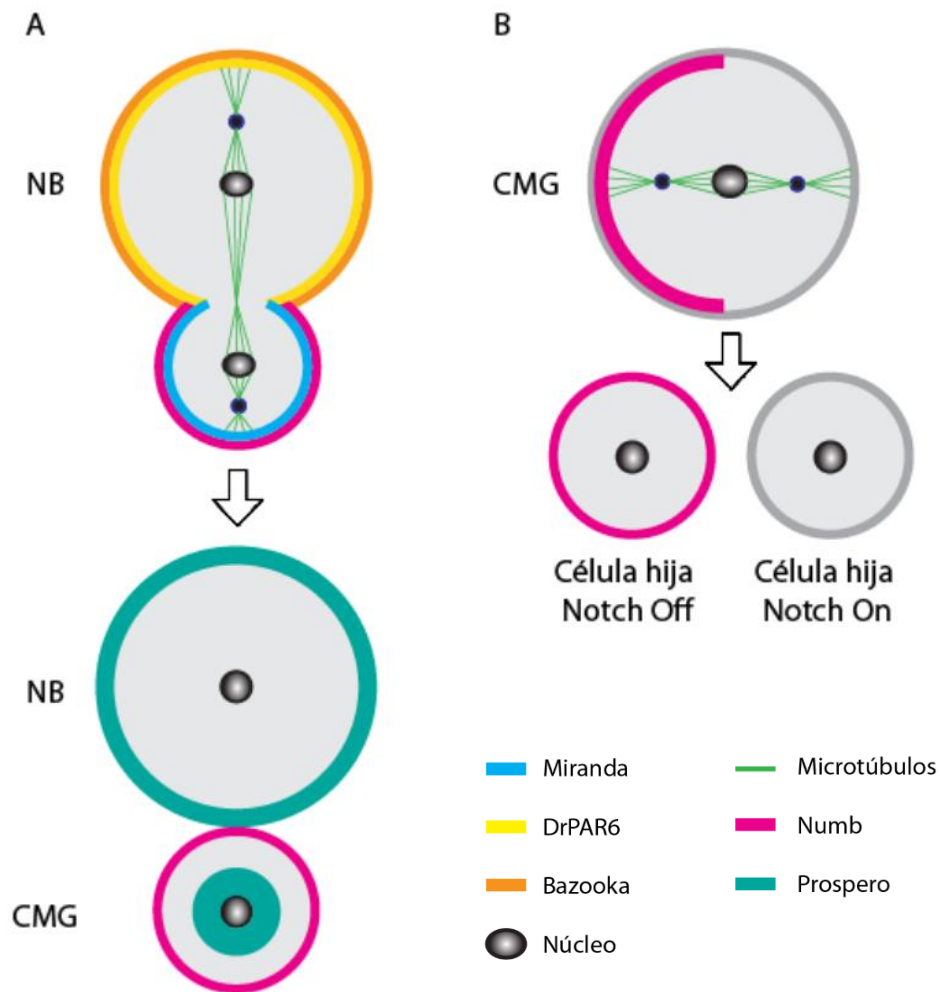 A
NB
NB
CMG
B
CMG
Célula hija
Notch Off
Célula hija
Notch On
Miranda
DrPAR6
Bazooka
Núcleo
Microtúbulos
Numb
Prospero